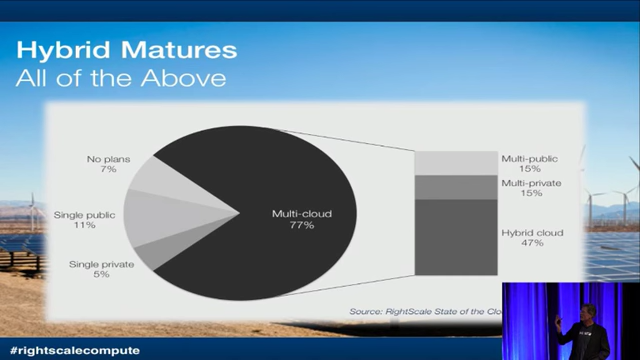 Hybrid Matures
All of the Above
No plans
7%
Single public
11%
Single private
5%
Multi-cloud
77%
Multi-public
15%
Multi-private
15%
Hybrid cloud
47%
Source: RightScale State of the
#rightscalecompute